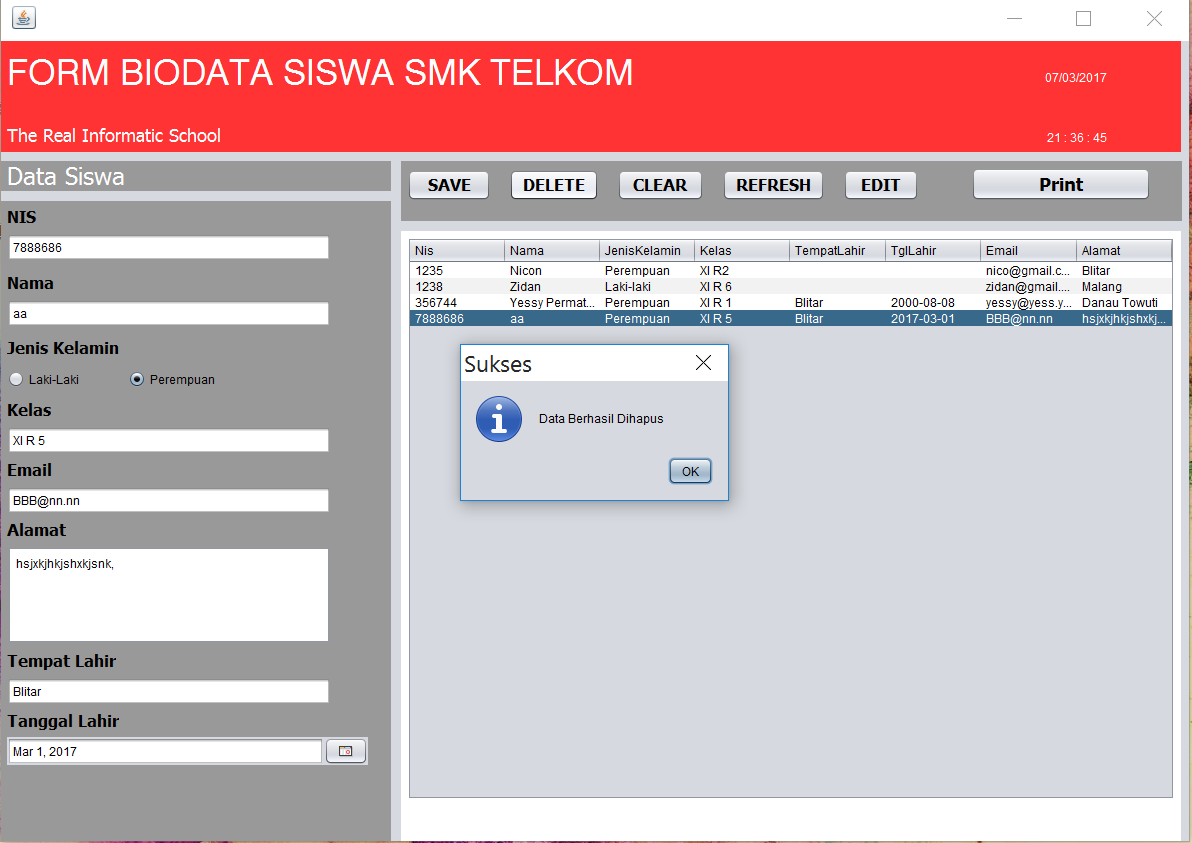 FORM BIODATA SISWA SMK TELKOM
07/03/2017
The Real Informatic School
21 : 36 : 45
Data Siswa
NIS
7888686
Nama
aa
Jenis Kelamin
Laki-Laki Perempuan
Kelas
XI R 5
Email
BBB@nn.nn
Alamat
hsjxkjhkjshxkjsnk,
Tempat Lahir
Blitar
Tanggal Lahir
Mar 1, 2017
SAVE DELETE CLEAR REFRESH EDIT Print
Nis Nama JenisKelamin Kelas TempatLahir TglLahir Email Alamat
1235 Nicon Perempuan XI R2 nico@gmail.c... Blitar
1238 Zidan Laki-laki XI R 6 zidan@gmail.... Malang
356744 Yessy Permat... Perempuan XI R 1 Blitar 2000-08-08 yessy@yess.y... Danau Towuti
7888686 aa Perempuan XI R 5 Blitar 2017-03-01 BBB@nn.nn hsjxkjhkjshxkj...
Sukses
Data Berhasil Dihapus
OK